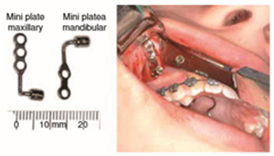 Mini plate
maxillary
Mini platea
mandibular
0 10 mm 20